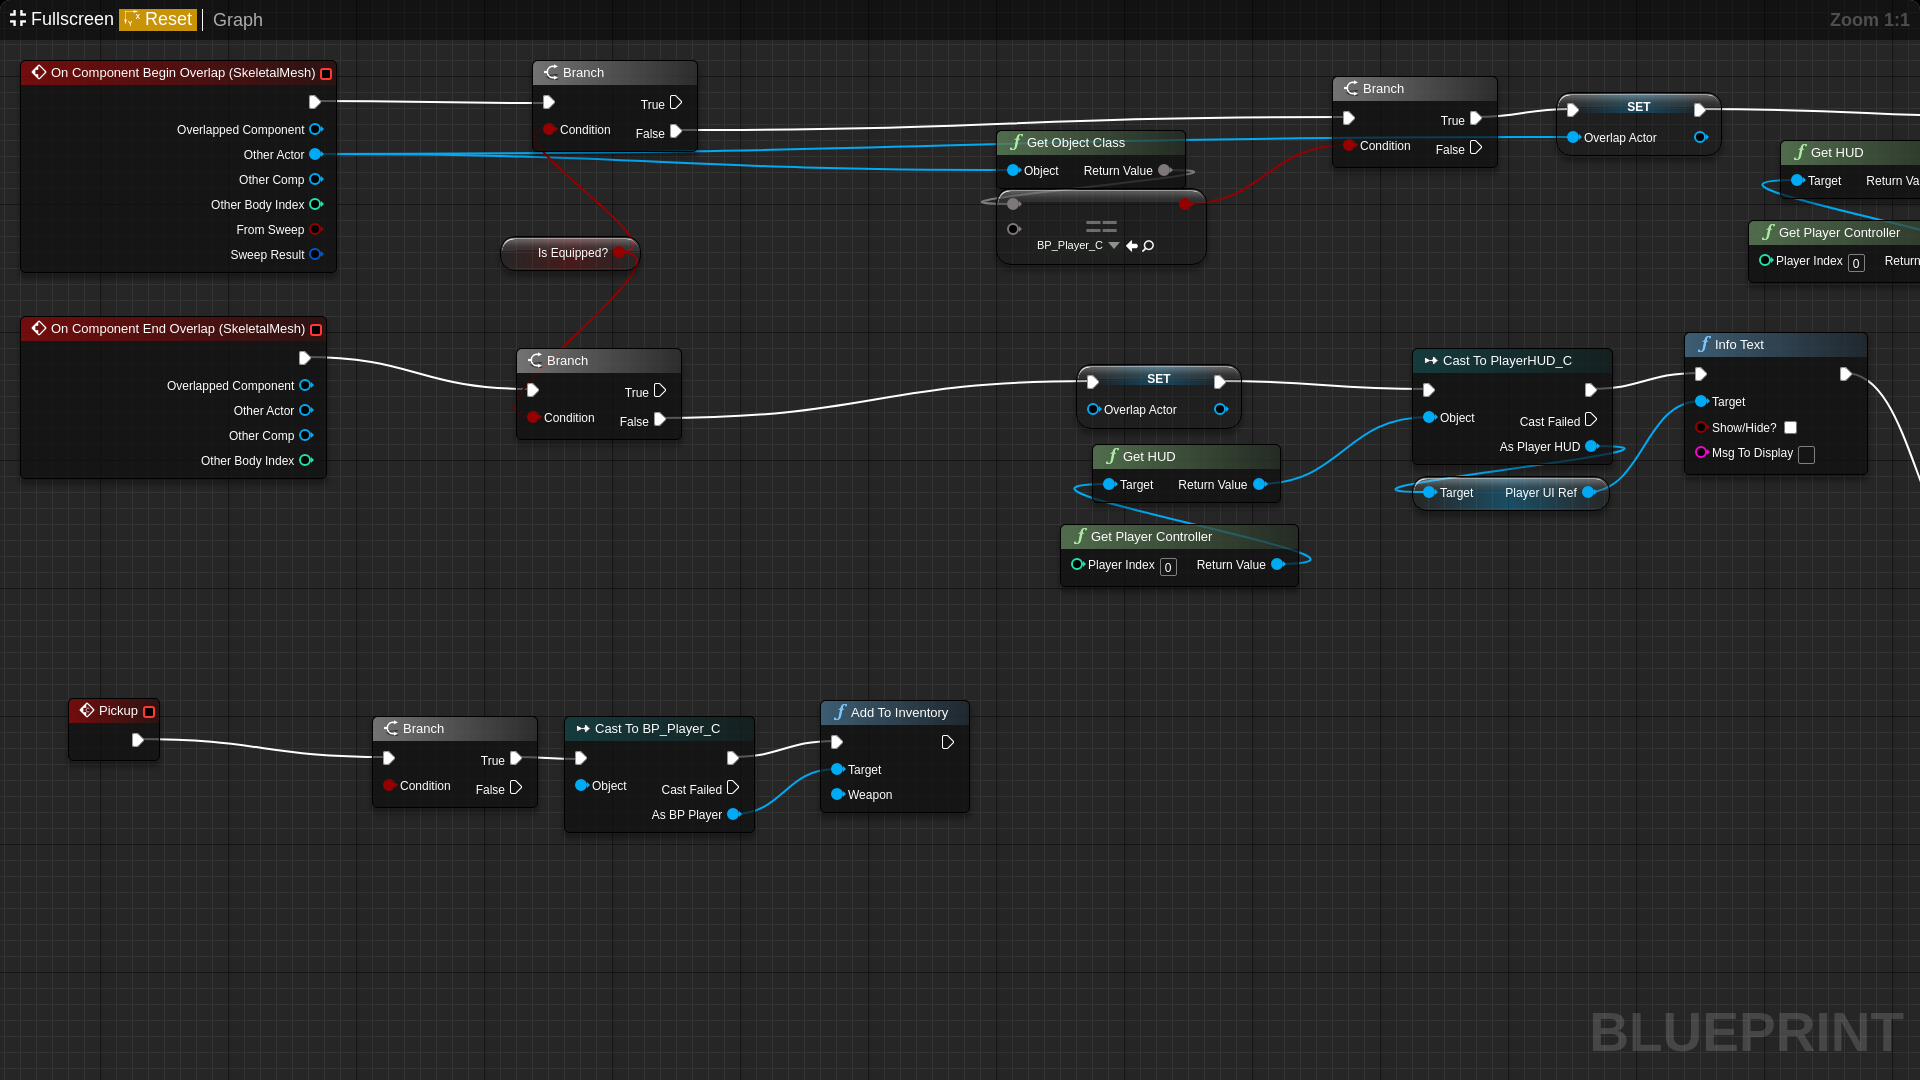 Fullscreen Reset Graph
Zoom 1:1
On Component Begin Overlap (SkeletalMesh)
Overlapped Component
Other Actor
Other Comp
Other Body Index
From Sweep
Sweep Result
Branch
True
Condition
False
Is Equipped?
Get Object Class
Object Return Value
==
BP_Player_C
Branch
True
Condition
False
SET
Overlap Actor
Get HUD
Target Return Va
Get Player Controller
Player Index 0 Return
On Component End Overlap (SkeletalMesh)
Overlapped Component
Other Actor
Other Comp
Other Body Index
Branch
True
Condition
False
SET
Overlap Actor
Get HUD
Target Return Value
Get Player Controller
Player Index 0 Return Value
Cast To PlayerHUD_C
Object
Cast Failed
As Player HUD
Target Player UI Ref
Info Text
Target
Show/Hide?
Msg To Display
Pickup
Branch
True
Condition
False
Cast To BP_Player_C
Object
Cast Failed
As BP Player
Add To Inventory
Target
Weapon
BLUEPRINT